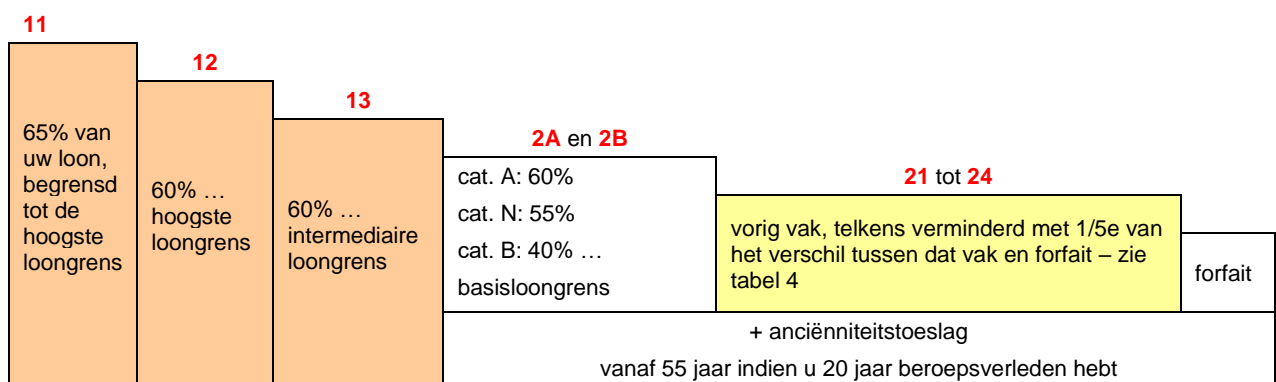 11
65% van
uw loon,
begrensd
tot de
hoogste
loongrens
12
60% …
hoogste
loongrens
13
60% …
intermediaire
loongrens
2A en 2B
cat. A: 60%
cat. N: 55%
cat. B: 40% …
basisloongrens
21 tot 24
vorig vak, telkens verminderd met 1/5e van
het verschil tussen dat vak en forfait – zie
tabel 4
forfait
+ anciënniteitstoeslag
vanaf 55 jaar indien u 20 jaar beroepsverleden hebt